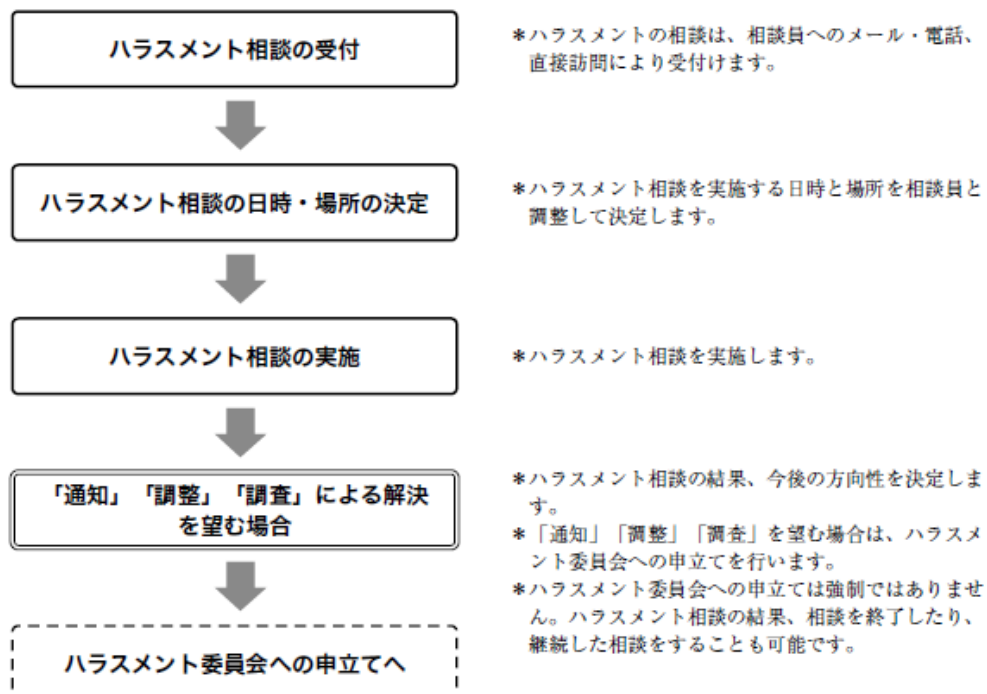 ハラスメント相談の受付
＊ハラスメントの相談は、相談員へのメール・電話、
直接訪問により受付けます。
ハラスメント相談の日時・場所の決定
＊ハラスメント相談を実施する日時と場所を相談員と
調整して決定します。
ハラスメント相談の実施
＊ハラスメント相談を実施します。
「通知」「調整」「調査」による解決
を望む場合
＊ハラスメント相談の結果、今後の方向性を決定しま
す。
＊「通知」「調整」「調査」を望む場合は、ハラスメ
ント委員会への申立てを行います。
＊ハラスメント委員会への申立ては強制ではありませ
ん。ハラスメント相談の結果、相談を終了したり、
継続した相談をすることも可能です。
ハラスメント委員会への申立てへ